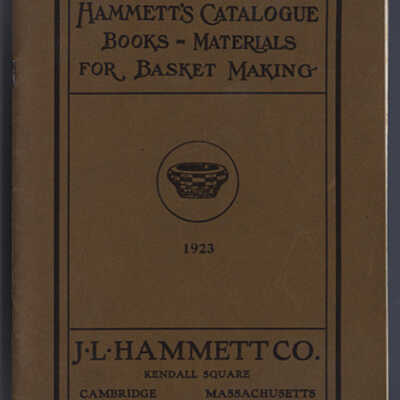 HAMMETT'S CATALOGUE
BOOKS - MATERIALS
FOR BASKET MAKING
1923
J·L·HAMMETT CO.
KENDALL SQUARE
CAMBRIDGE MASSACHUSETTS